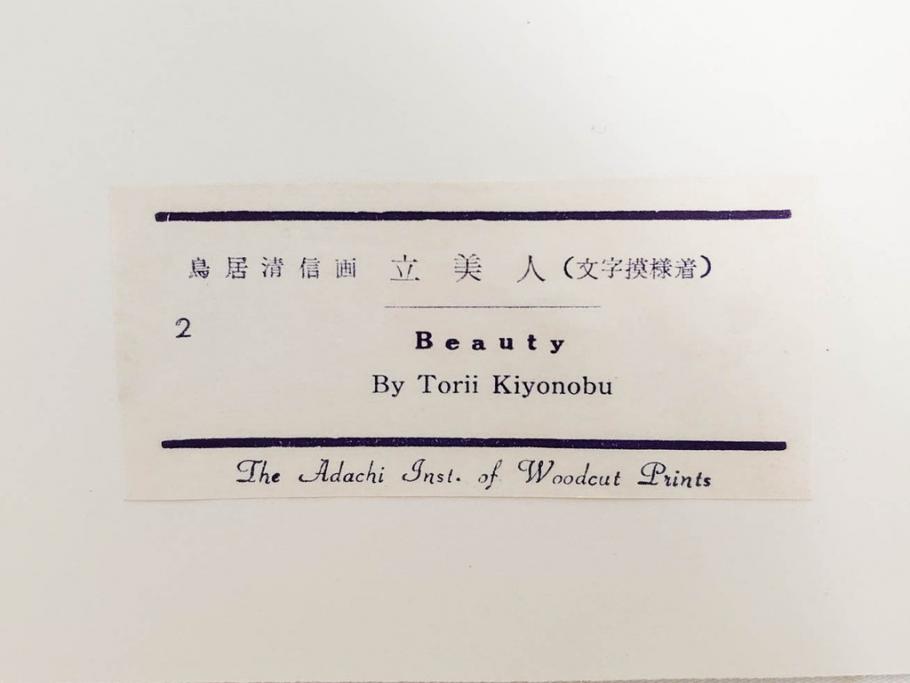 鳥居清信画 立美人(文字摸様着)
2
Beauty
By Torii Kiyonobu
The Adachi Inst. of Woodcut Prints